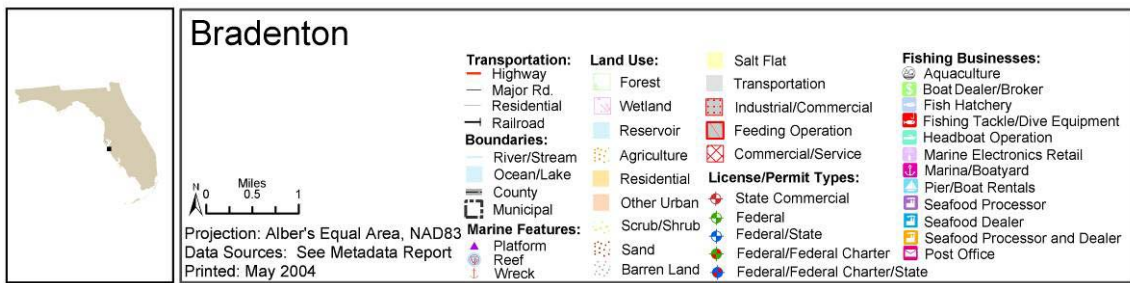 Bradenton
N
Miles
0 0.5 1
Projection: Alber's Equal Area, NAD83
Data Sources: See Metadata Report
Printed: May 2004
Transportation:
Highway
Major Rd.
Residential
Railroad
Boundaries:
River/Stream
Ocean/Lake
County
Municipal
Marine Features:
Platform
Reef
Wreck
Land Use:
Forest
Wetland
Reservoir
Agriculture
Residential
Other Urban
Scrub/Shrub
Sand
Barren Land
Salt Flat
Transportation
Industrial/Commercial
Feeding Operation
Commercial/Service
License/Permit Types:
State Commercial
Federal
Federal/State
Federal/Federal Charter
Federal/Federal Charter/State
Fishing Businesses:
Aquaculture
Boat Dealer/Broker
Fish Hatchery
Fishing Tackle/Dive Equipment
Headboat Operation
Marine Electronics Retail
Marina/Boatyard
Pier/Boat Rentals
Seafood Processor
Seafood Dealer
Seafood Processor and Dealer
Post Office